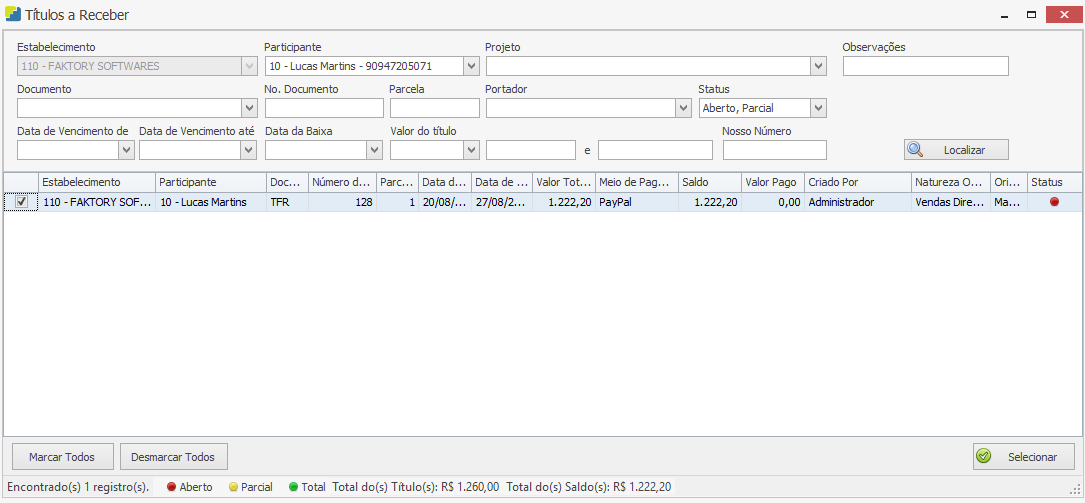 Títulos a Receber
Estabelecimento Participante Projeto Observações
110 - FAKTORY SOFTWARES 10 - Lucas Martins - 90947205071
Documento No. Documento Parcela Portador Status
Aberto, Parcial
Data de Vencimento de Data de Vencimento até Data da Baixa Valor do título Nosso Número
e Localizar
Estabelecimento Participante Doc... Número d... Parc... Data d... Data de ... Valor Tot... Meio de Pag... Saldo Valor Pago Criado Por Natureza O... Ori... Status
110 - FAKTORY SOF... 10 - Lucas Martins TFR 128 1 20/08/... 27/08/2... 1.222,20 PayPal 1.222,20 0,00 Administrador Vendas Dire... Ma...
Marcar Todos Desmarcar Todos Selecionar
Encontrado(s) 1 registro(s). Aberto Parcial Total Total do(s) Título(s): R$ 1.260,00 Total do(s) Saldo(s): R$ 1.222,20